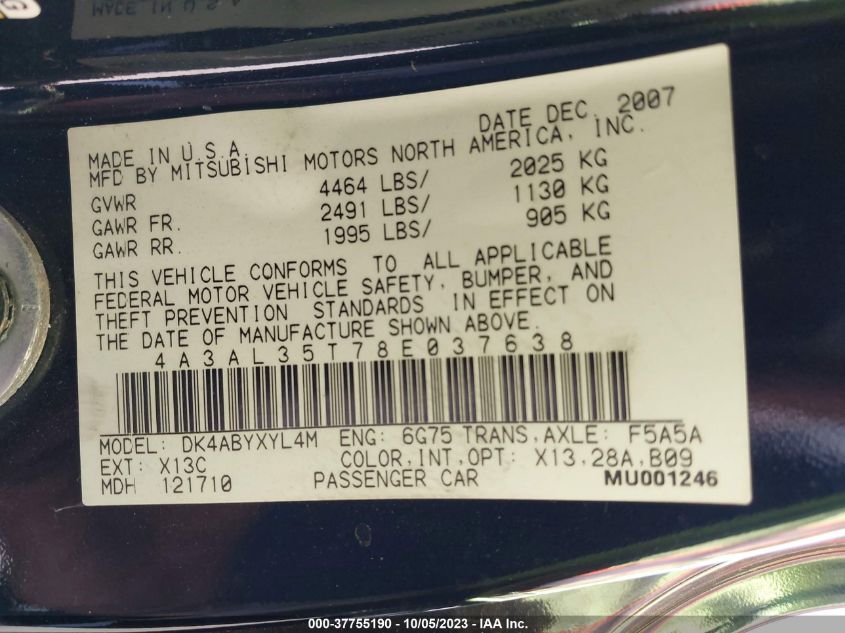 MADE IN U.S.A. DATE DEC. 2007
MFD BY MITSUBISHI MOTORS NORTH AMERICA, INC.
GVWR 4464 LBS/ 2025 KG
GAWR FR. 2491 LBS/ 1130 KG
GAWR RR. 1995 LBS/ 905 KG
THIS VEHICLE CONFORMS TO ALL APPLICABLE
FEDERAL MOTOR VEHICLE SAFETY, BUMPER, AND
THEFT PREVENTION STANDARDS IN EFFECT ON
THE DATE OF MANUFACTURE SHOWN ABOVE.
4A3AL35T78E037638
MODEL: DK4ABYXYL4M ENG: 6G75 TRANS,AXLE: F5A5A
EXT: X13C COLOR,INT,OPT: X13,28A,B09
MDH 121710 PASSENGER CAR MU001246
000-37755190 - 10/05/2023 - IAA Inc.